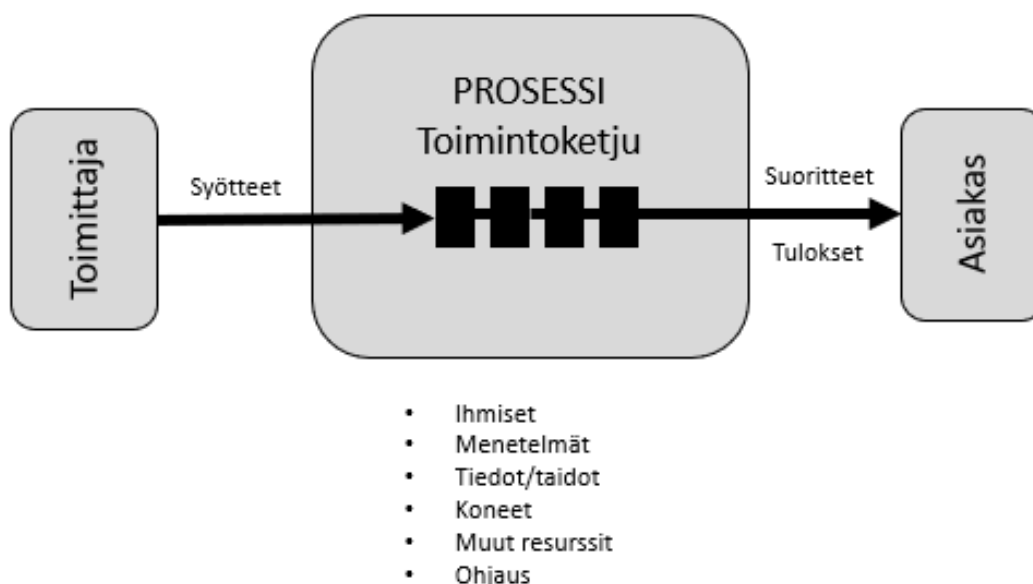 Toimittaja
Syötteet
PROSESSI
Toimintoketju
Suoritteet
Tulokset
Asiakas
• Ihmiset
• Menetelmät
• Tiedot/taidot
• Koneet
• Muut resurssit
• Ohjaus